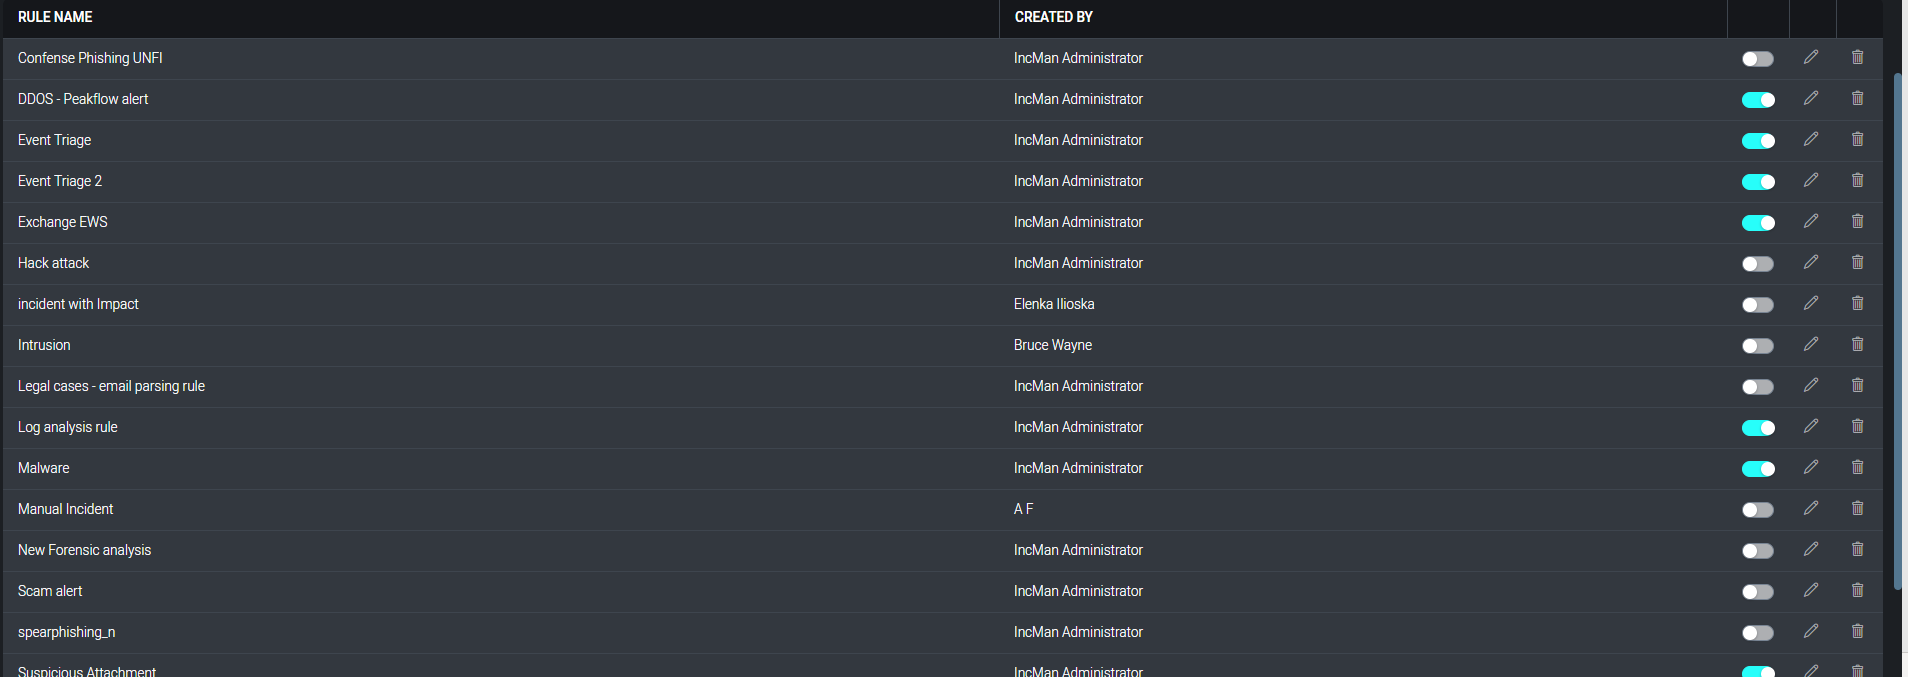 RULE NAME CREATED BY
Confense Phishing UNFI IncMan Administrator
DDOS - Peakflow alert IncMan Administrator
Event Triage IncMan Administrator
Event Triage 2 IncMan Administrator
Exchange EWS IncMan Administrator
Hack attack IncMan Administrator
incident with Impact Elenka Ilioska
Intrusion Bruce Wayne
Legal cases - email parsing rule IncMan Administrator
Log analysis rule IncMan Administrator
Malware IncMan Administrator
Manual Incident A F
New Forensic analysis IncMan Administrator
Scam alert IncMan Administrator
spearphishing_n IncMan Administrator
Suspicious Attachment IncMan Administrator